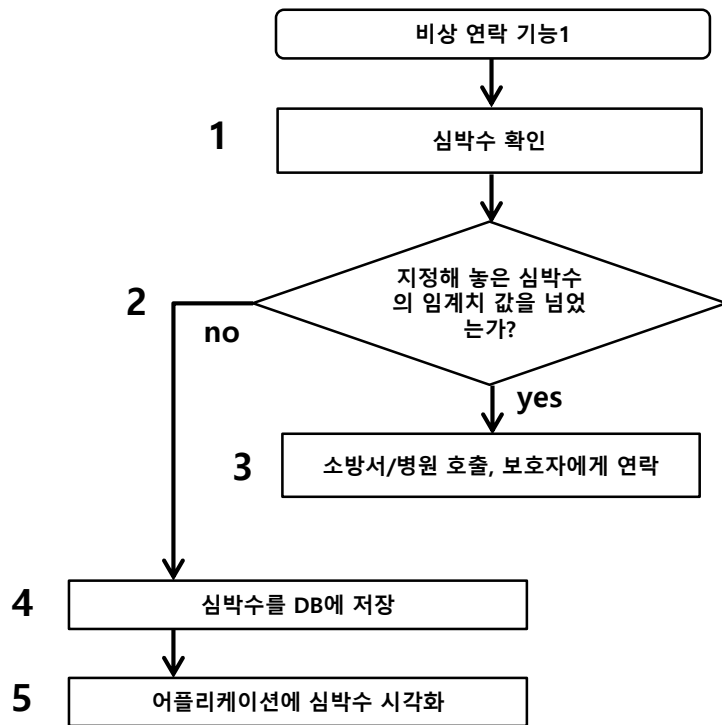 비상 연락 기능1
1
심박수 확인
2
지정해 놓은 심박수
의 임계치 값을 넘었
는가?
no
yes
3
소방서/병원 호출, 보호자에게 연락
4
심박수를 DB에 저장
5
어플리케이션에 심박수 시각화